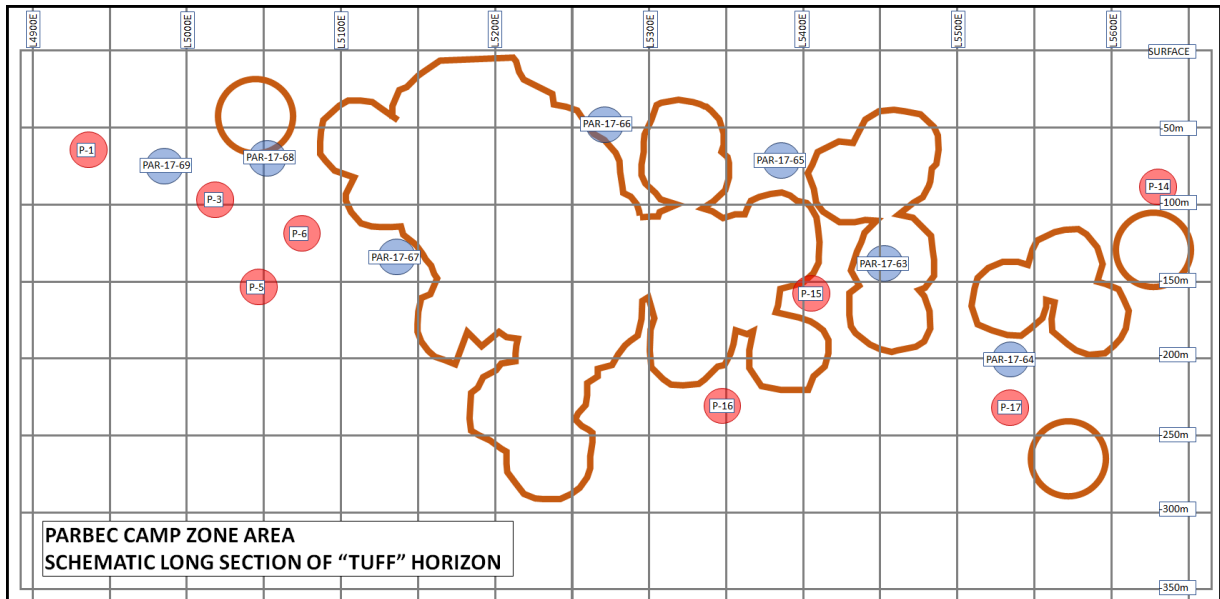 L4900E
L5000E
L5100E
L5200E
L5300E
L5400E
L5500E
L5600E
SURFACE
-50m
-100m
-150m
-200m
-250m
-300m
-350m
P-1
PAR-17-69
PAR-17-68
P-3
P-6
P-5
PAR-17-67
PAR-17-66
PAR-17-65
PAR-17-63
P-15
P-16
P-14
PAR-17-64
P-17
PARBEC CAMP ZONE AREA
SCHEMATIC LONG SECTION OF “TUFF” HORIZON